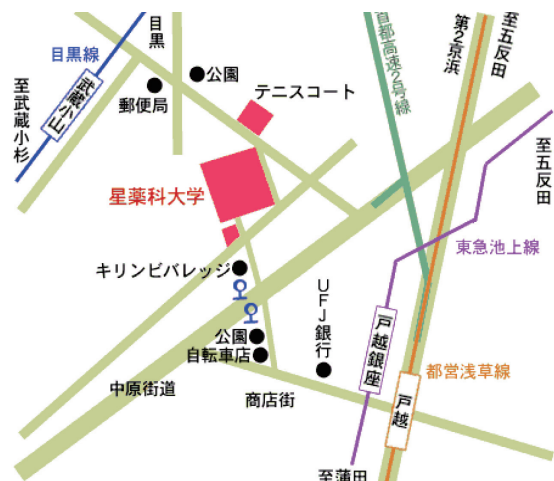 目黒線
目黒
首都高速2号線
第2京浜
至五反田
公園
テニスコート
武蔵小山
郵便局
至武蔵小杉
至五反田
星薬科大学
東急池上線
キリンビバレッジ
UFJ銀行
戸越銀座
公園
自転車店
都営浅草線
中原街道
商店街
戸越
至蒲田